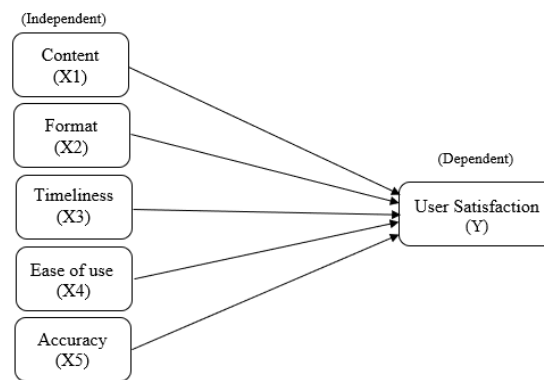 (Independent)
Content
(X1)
Format
(X2)
Timeliness
(X3)
Ease of use
(X4)
Accuracy
(X5)
(Dependent)
User Satisfaction
(Y)